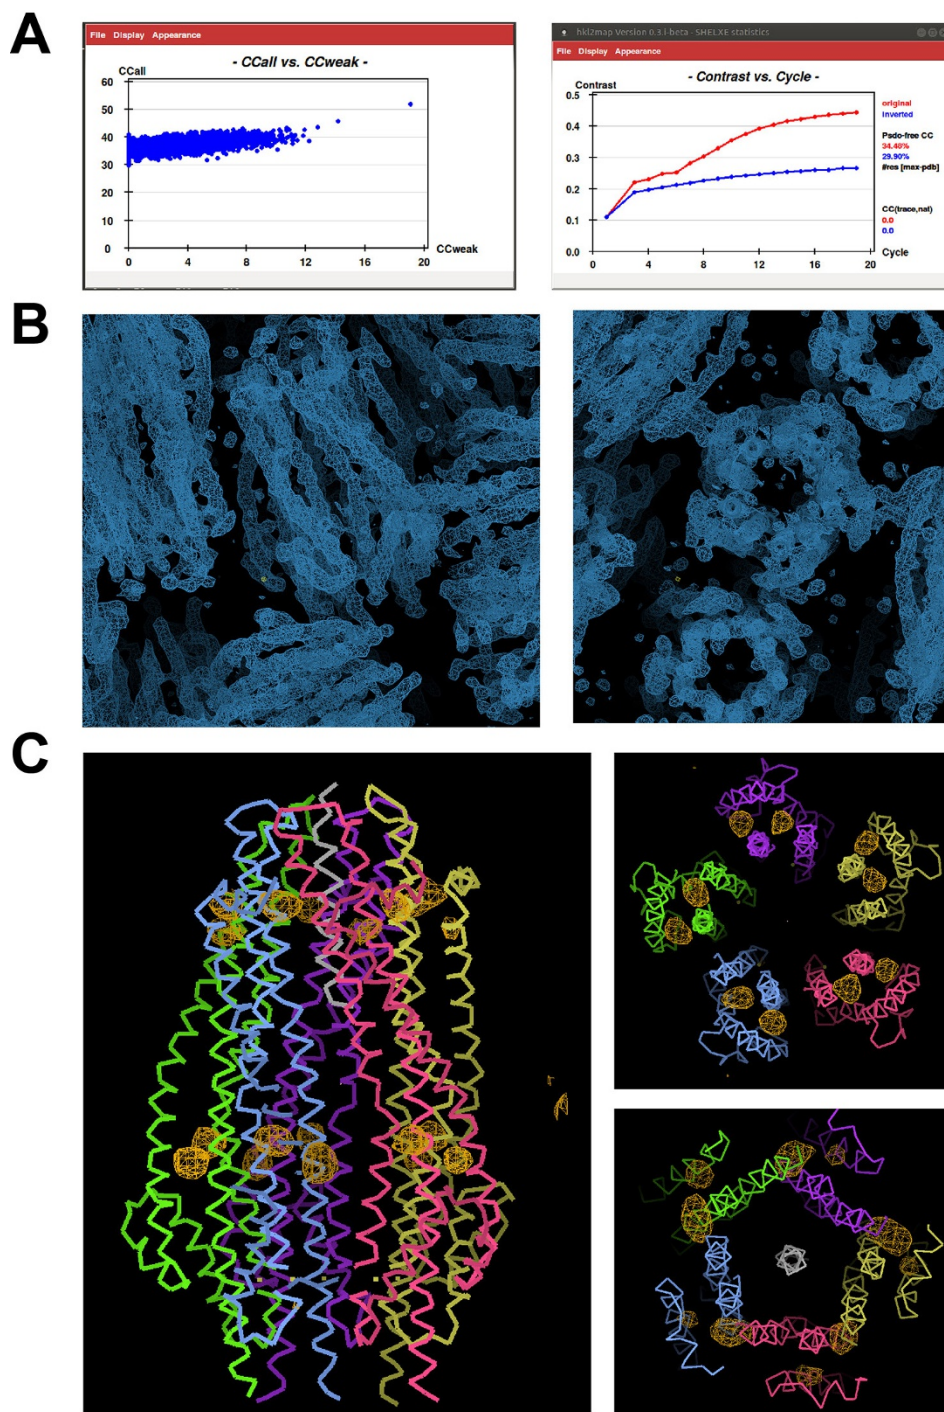 A
File Display Appearance
- CCall vs. CCweak -
CCall
60
50
40
30
20
10
0
0 4 8 12 16 20
CCweak
hkl2map Version 0.3.i-beta - SHELXE statistics
File Display Appearance
- Contrast vs. Cycle -
Contrast
0.5
0.4
0.3
0.2
0.1
0.0
0 4 8 12 16 20
Cycle
original
Inverted
Psdo-free CC
34.40%
29.90%
#res [max-pdb]
CC(trace,nat)
0.0
0.0
B
C